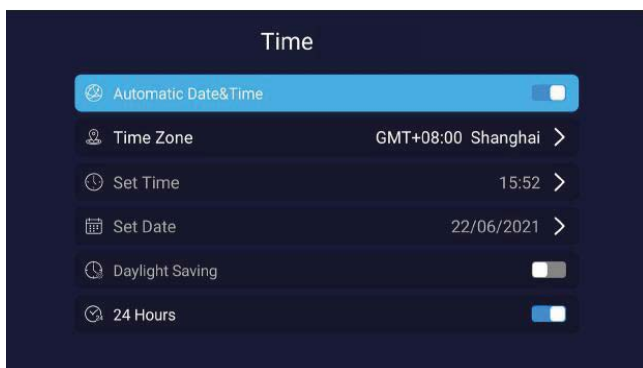 Time
Automatic Date&Time
Time Zone GMT+08:00 Shanghai
Set Time 15:52
Set Date 22/06/2021
Daylight Saving
24 Hours